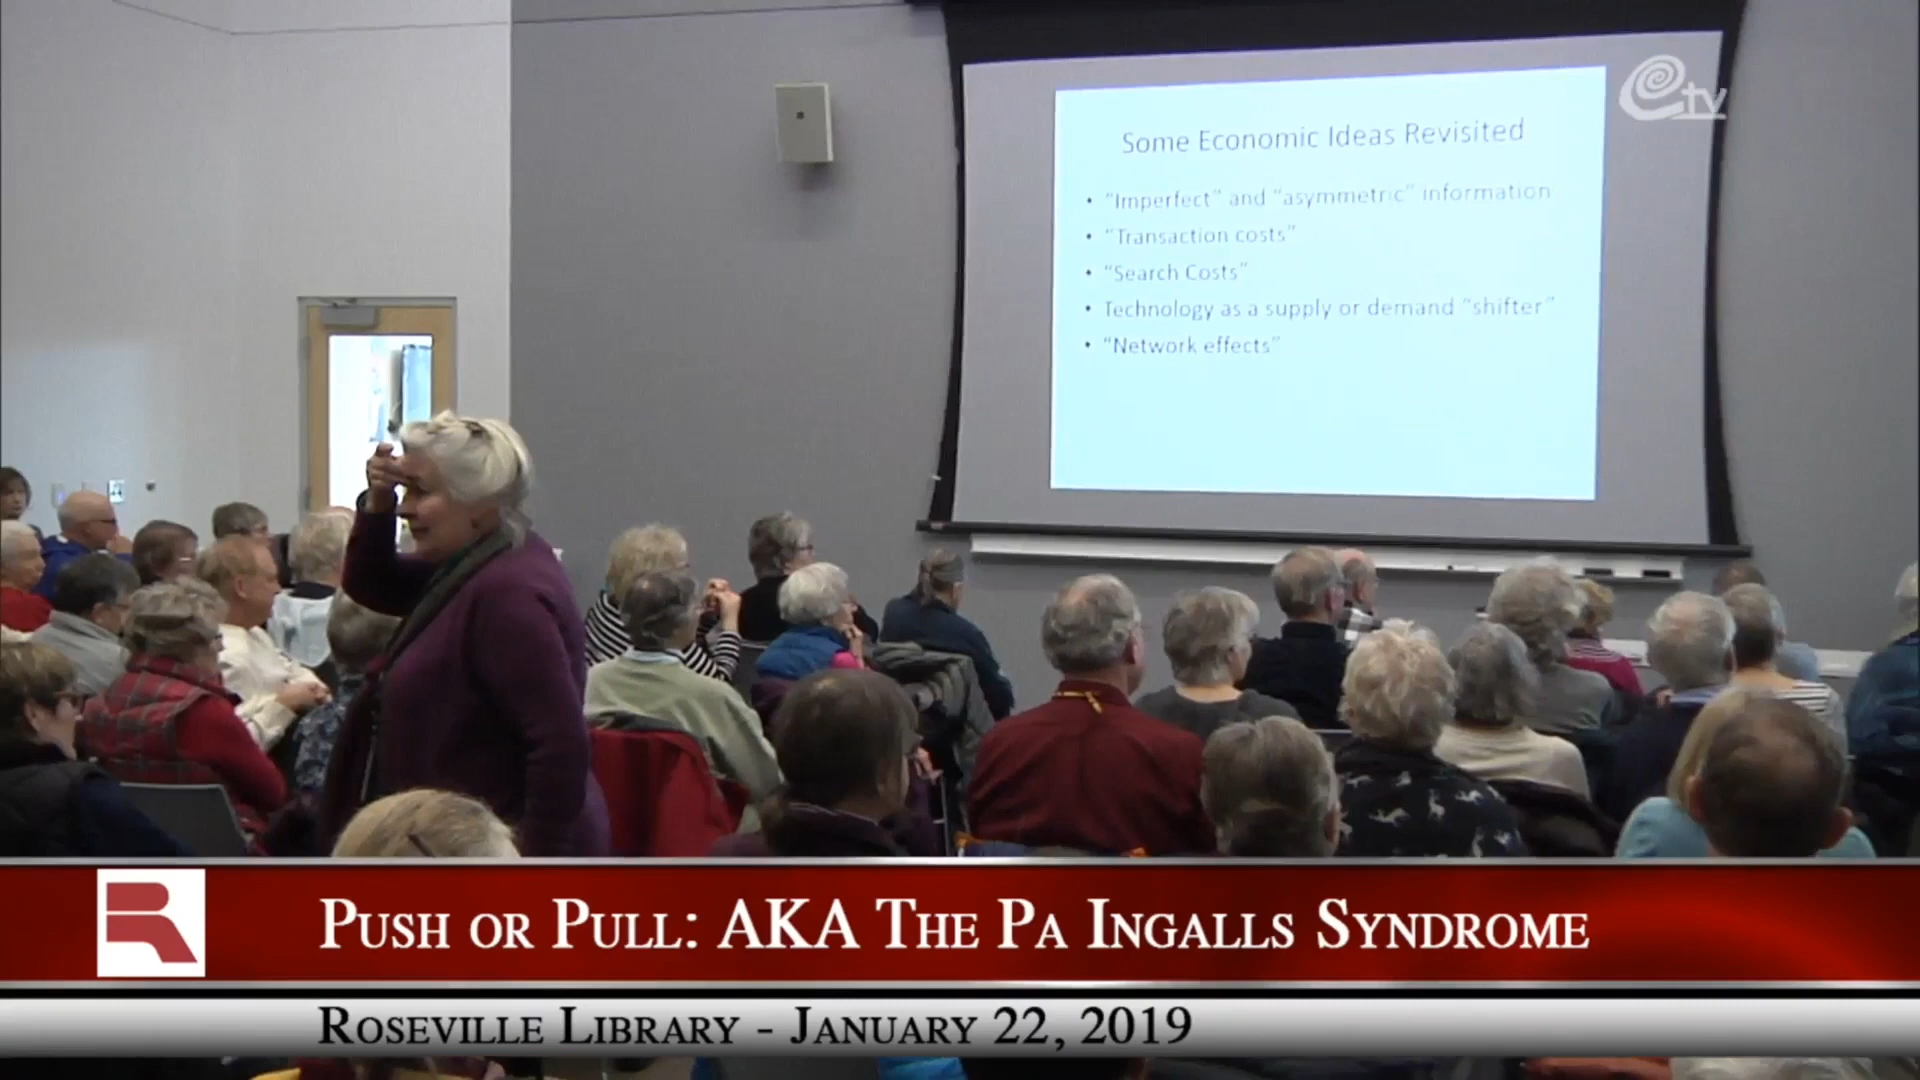 etv
Some Economic Ideas Revisited
• "Imperfect" and "asymmetric" information
• "Transaction costs"
• "Search Costs"
• Technology as a supply or demand "shifter"
• "Network effects"
R
PUSH OR PULL: AKA THE PA INGALLS SYNDROME
ROSEVILLE LIBRARY - JANUARY 22, 2019